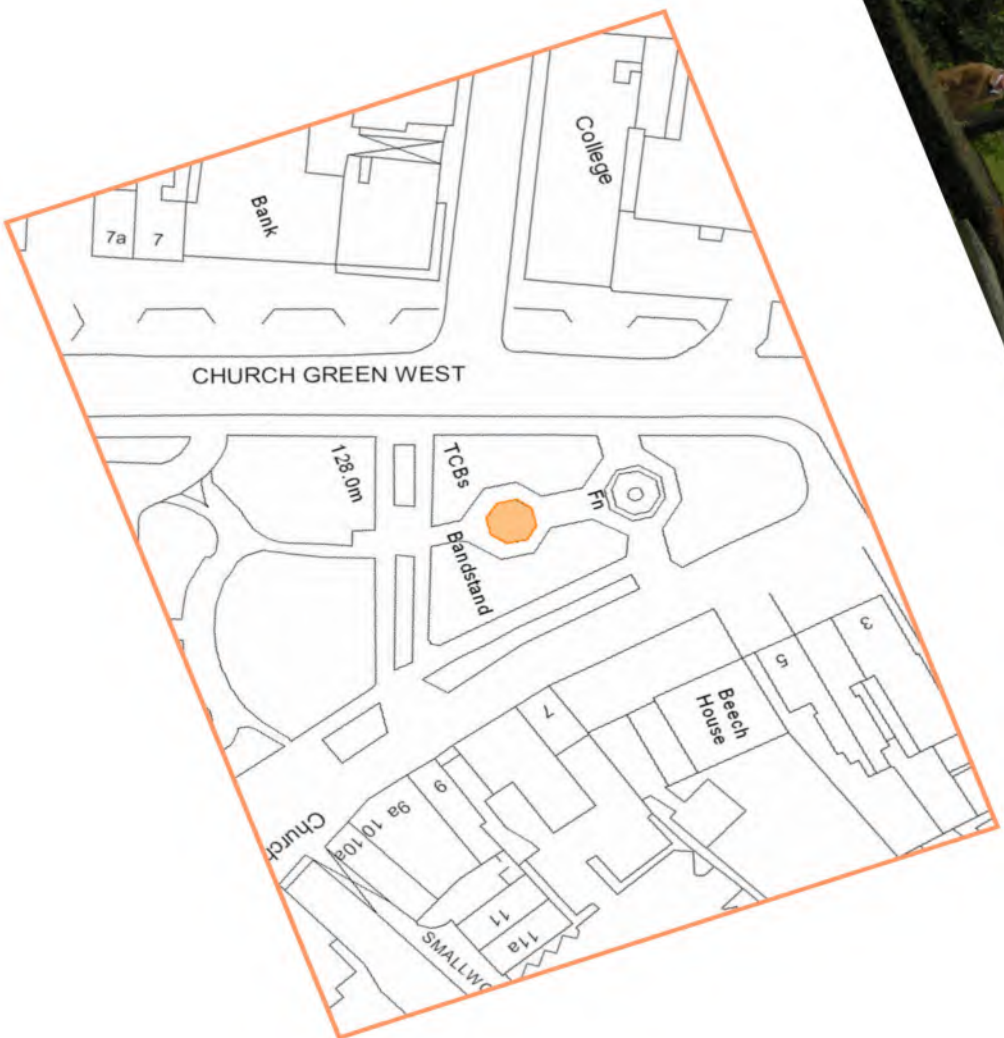 College
Bank
7a
7
CHURCH GREEN WEST
TCBs
128.0m
Fn
Bandstand
3
5
Beech
House
7
9
9a
10
10a
Church
11
11a
SMALLWO